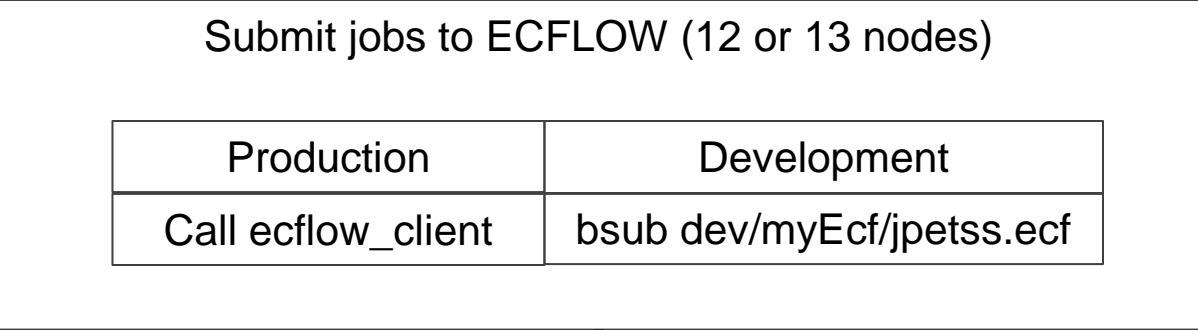 Submit jobs to ECFLOW (12 or 13 nodes)
Production Development
Call ecflow_client bsub dev/myEcf/jpetss.ecf